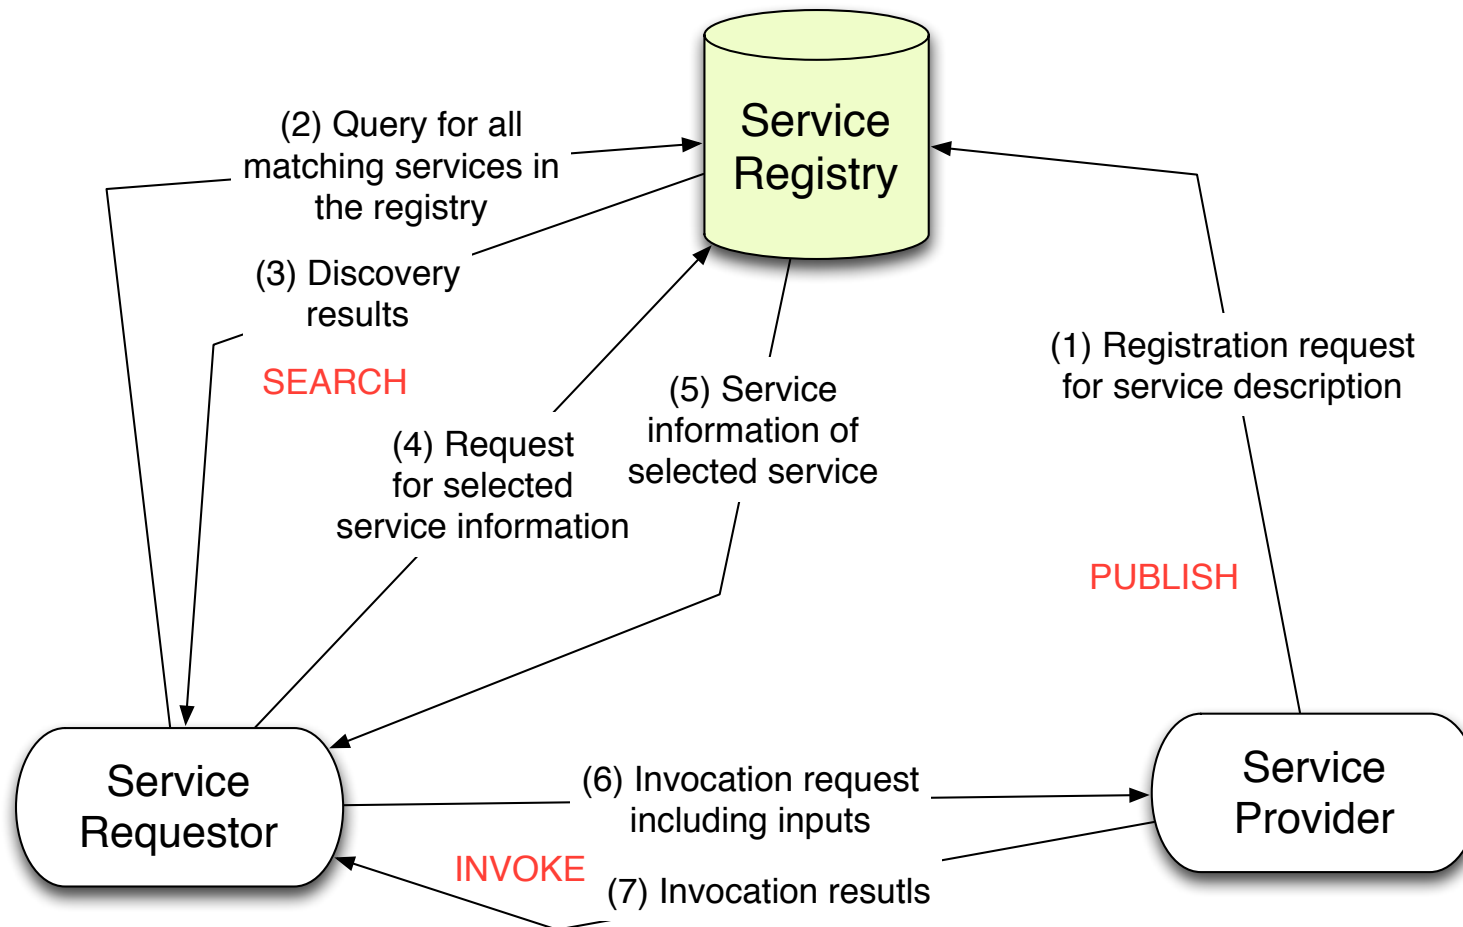 Service
Registry
(2) Query for all
matching services in
the registry
(3) Discovery
results
SEARCH
(4) Request
for selected
service information
(5) Service
information of
selected service
(1) Registration request
for service description
PUBLISH
Service
Requestor
(6) Invocation request
including inputs
Service
Provider
INVOKE
(7) Invocation resutls